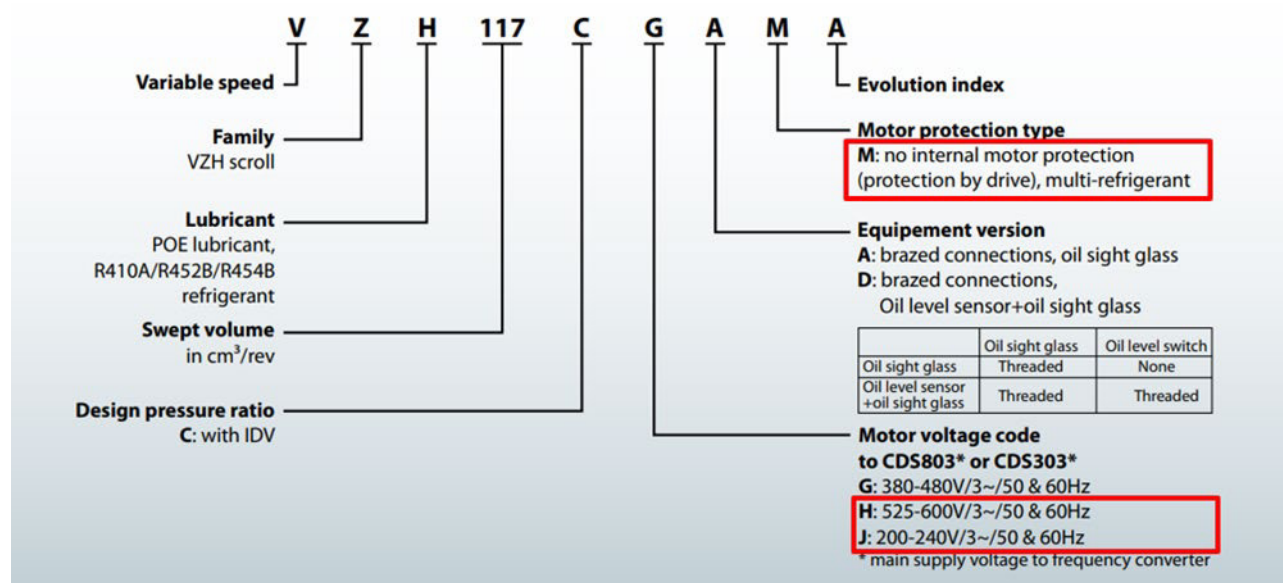 V Z H 117 C G A M A
Variable speed
Family
VZH scroll
Lubricant
POE lubricant,
R410A/R452B/R454B
refrigerant
Swept volume
in cm³/rev
Design pressure ratio
C: with IDV
Evolution index
Motor protection type
M: no internal motor protection
(protection by drive), multi-refrigerant
Equipement version
A: brazed connections, oil sight glass
D: brazed connections,
Oil level sensor+oil sight glass
Oil sight glass Oil level switch
Oil sight glass Threaded None
Oil level sensor
+oil sight glass Threaded Threaded
Motor voltage code
to CDS803* or CDS303*
G: 380-480V/3~/50 & 60Hz
H: 525-600V/3~/50 & 60Hz
J: 200-240V/3~/50 & 60Hz
* main supply voltage to frequency converter